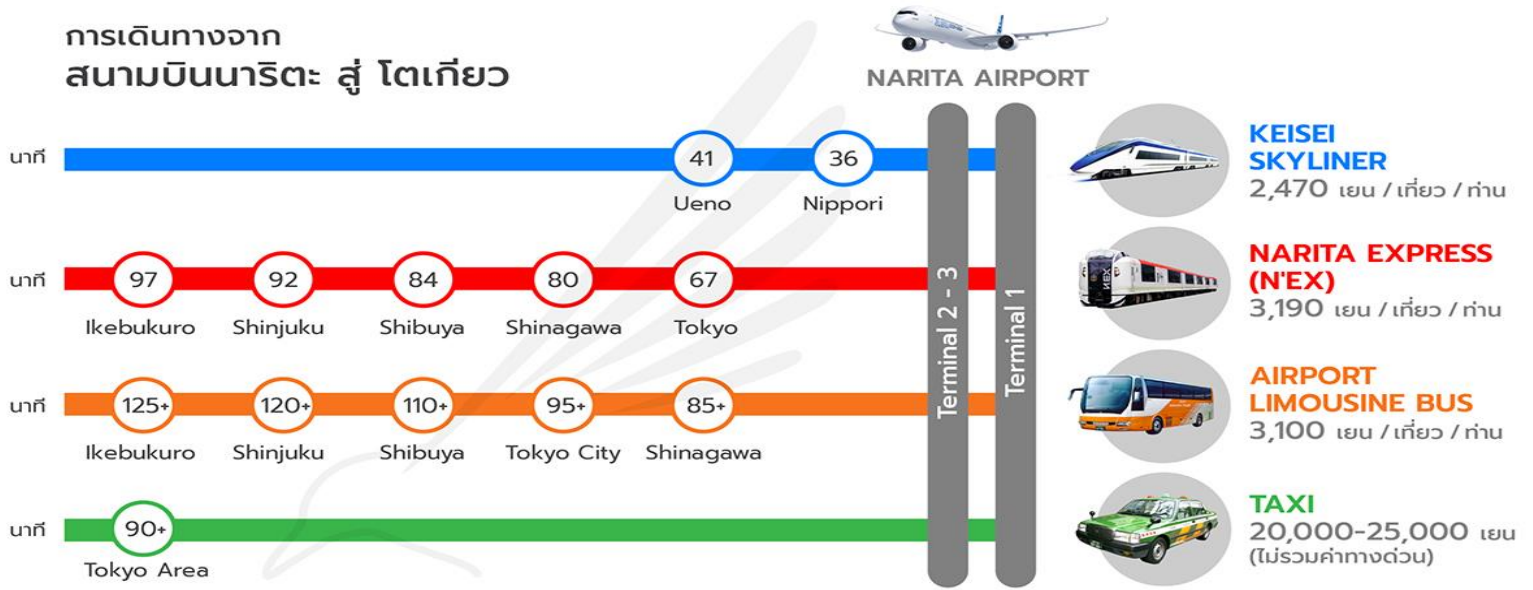 การเดินทางจาก
สนามบินนาริตะ สู่ โตเกียว
NARITA AIRPORT
นาที
41
36
Ueno
Nippori
KEISEI
SKYLINER
2,470 เยน / เที่ยว / ท่าน
นาที
97
92
84
80
67
Ikebukuro
Shinjuku
Shibuya
Shinagawa
Tokyo
NARITA EXPRESS
(N'EX)
3,190 เยน / เที่ยว / ท่าน
Terminal 2 - 3
Terminal 1
นาที
125+
120+
110+
95+
85+
Ikebukuro
Shinjuku
Shibuya
Tokyo City
Shinagawa
AIRPORT
LIMOUSINE BUS
3,100 เยน / เที่ยว / ท่าน
นาที
90+
Tokyo Area
TAXI
20,000-25,000 เยน
(ไม่รวมค่าทางด่วน)